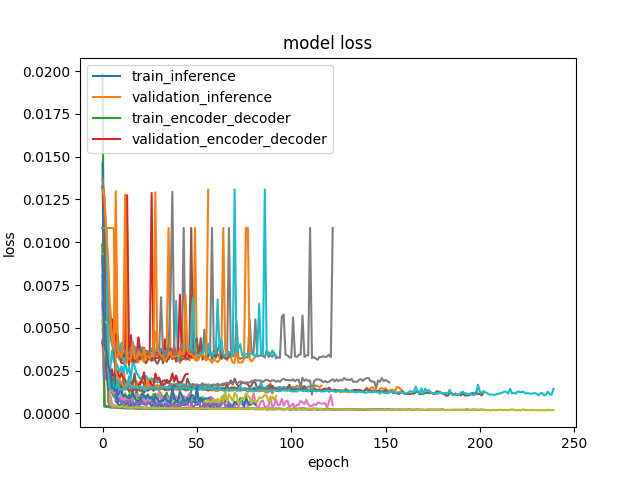 model loss
train_inference
validation_inference
train_encoder_decoder
validation_encoder_decoder
loss
0.0200
0.0175
0.0150
0.0125
0.0100
0.0075
0.0050
0.0025
0.0000
0 50 100 150 200 250
epoch